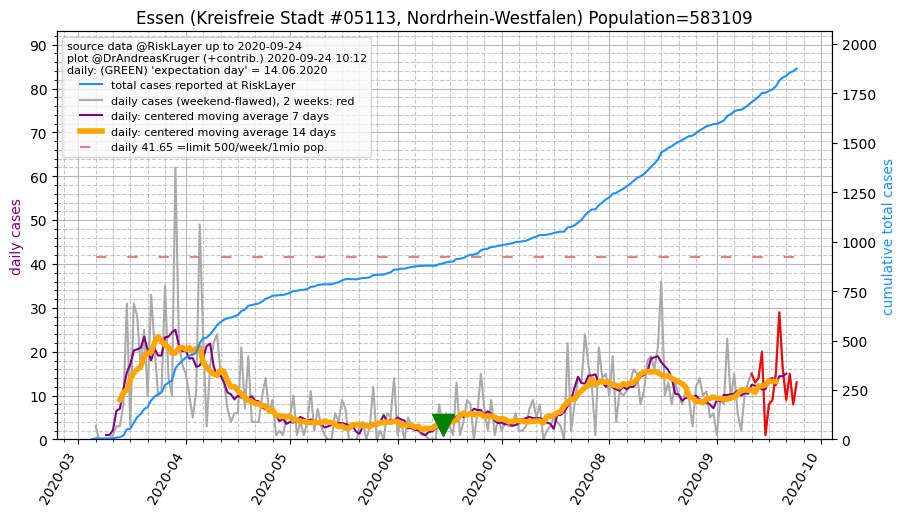 Essen (Kreisfreie Stadt #05113, Nordrhein-Westfalen) Population=583109
source data @RiskLayer up to 2020-09-24
plot @DrAndreasKruger (+contrib.) 2020-09-24 10:12
daily: (GREEN) 'expectation day' = 14.06.2020
total cases reported at RiskLayer
daily cases (weekend-flawed), 2 weeks: red
daily: centered moving average 7 days
daily: centered moving average 14 days
daily 41.65 =limit 500/week/1mio pop.
daily cases
90
80
70
60
50
40
30
20
10
0
2000
1750
1500
1250
1000
750
500
250
0
cumulative total cases
2020-03
2020-04
2020-05
2020-06
2020-07
2020-08
2020-09
2020-10